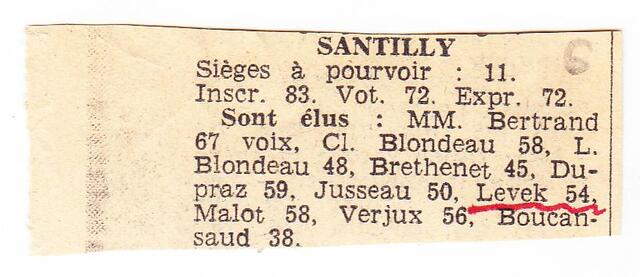 SANTILLY
6
Sièges à pourvoir : 11.
Inscr. 83. Vot. 72. Expr. 72.
Sont élus : MM. Bertrand
67 voix, Cl. Blondeau 58, L.
Blondeau 48, Brethenet 45, Du-
praz 59, Jusseau 50, Levek 54,
Malot 58, Verjux 56, Boucan-
saud 38.